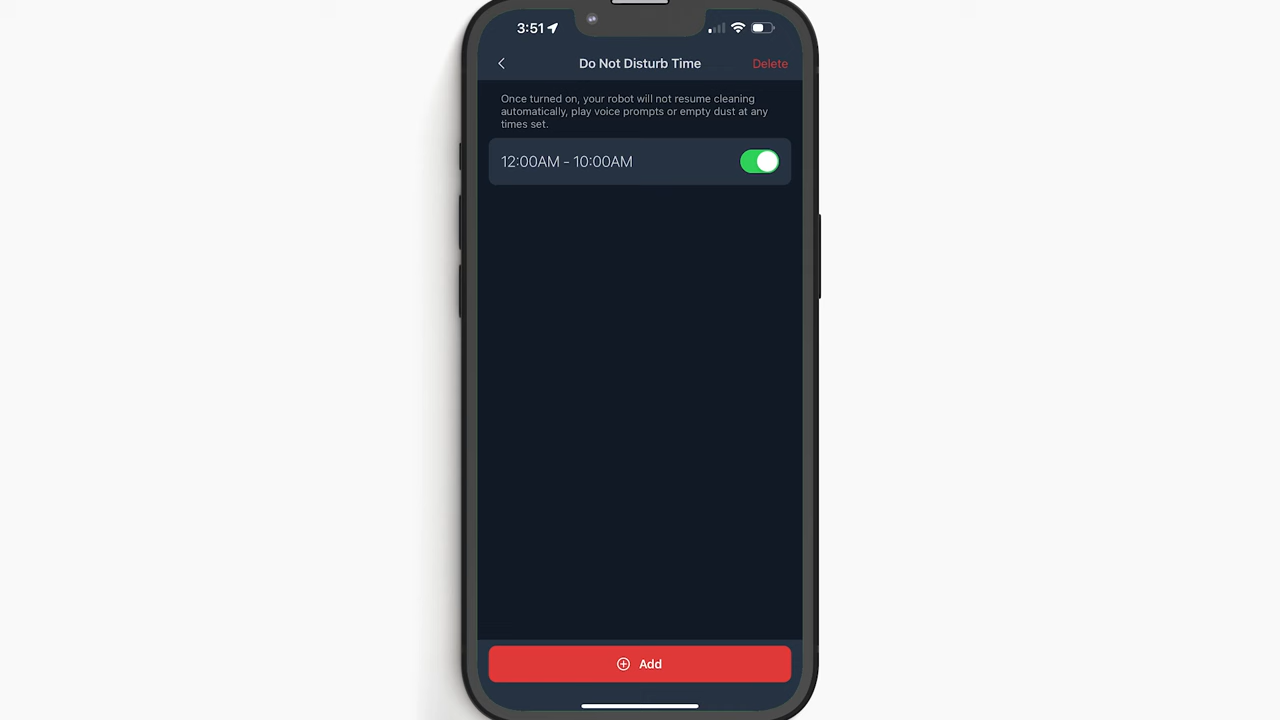 3:51
Do Not Disturb Time
Delete
Once turned on, your robot will not resume cleaning
automatically, play voice prompts or empty dust at any
times set.
12:00AM - 10:00AM
Add